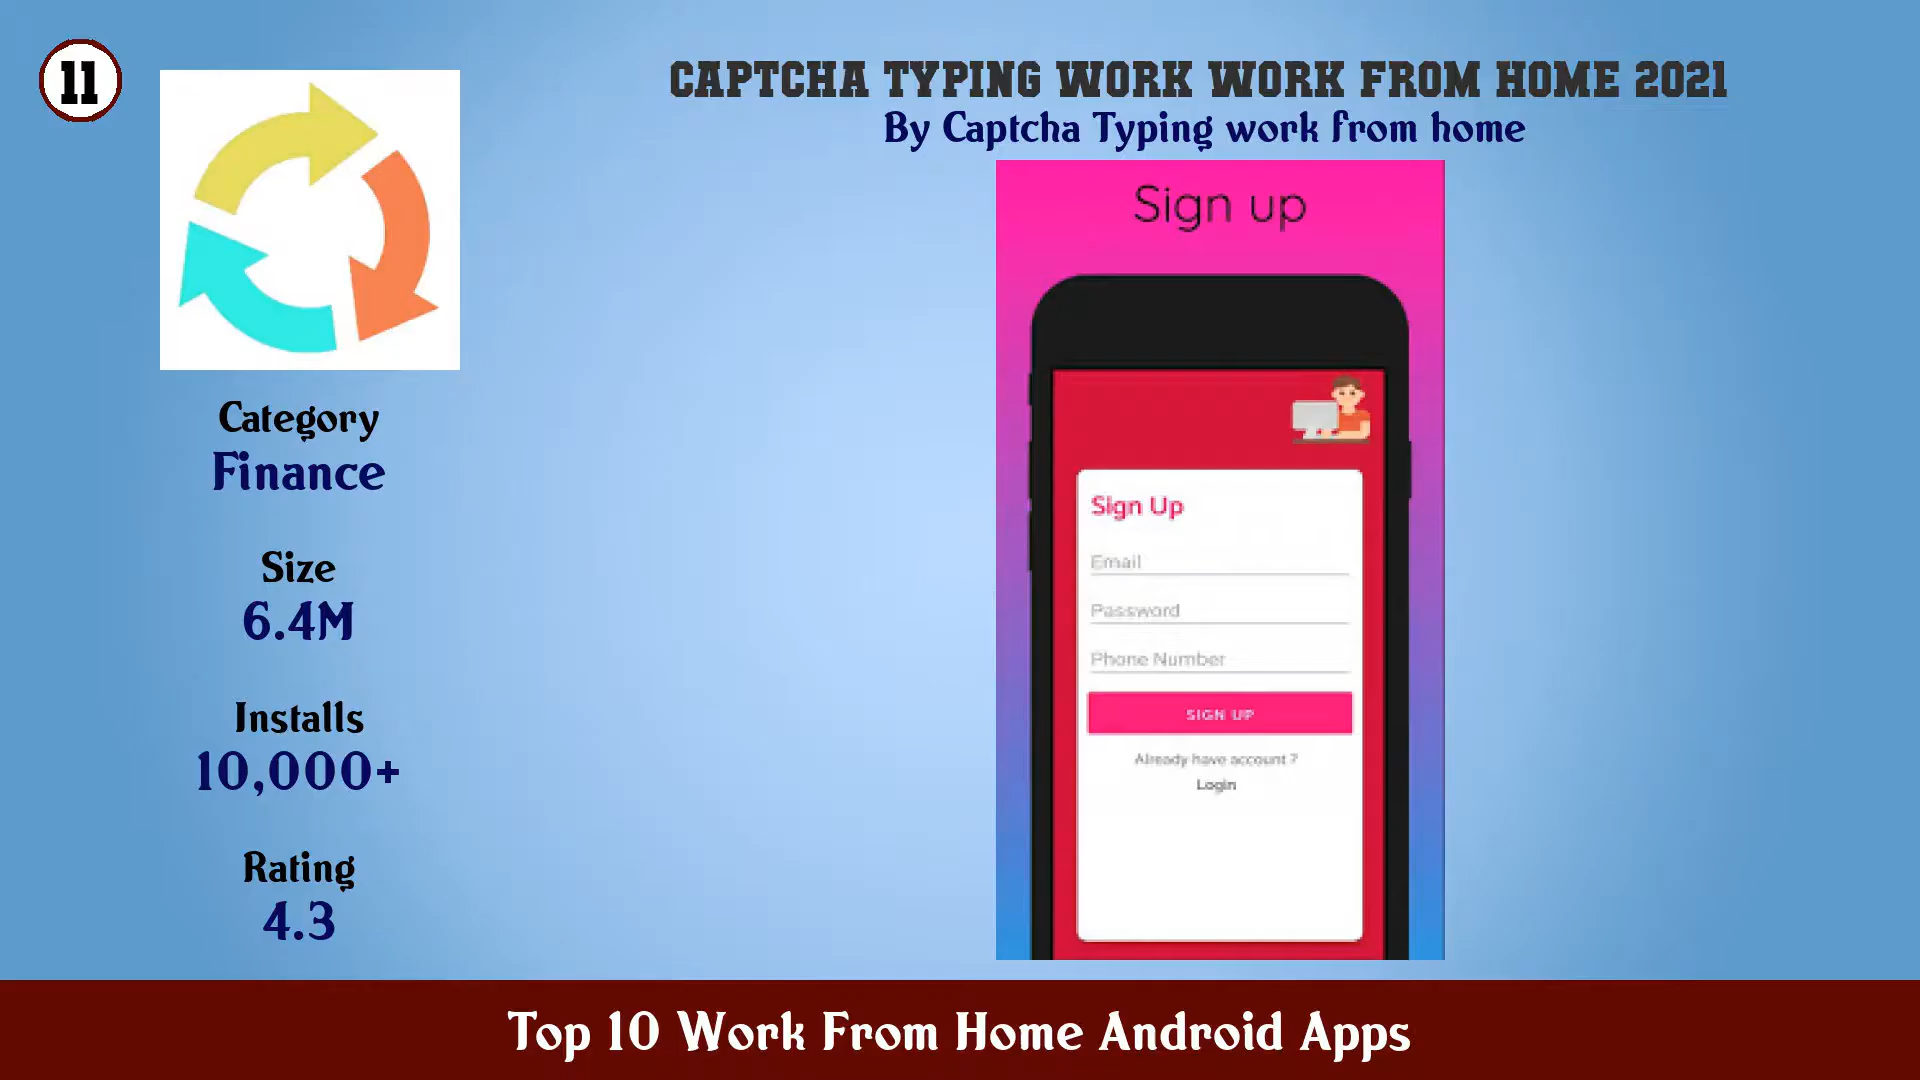 11
CAPTCHA TYPING WORK WORK FROM HOME 2021
By Captcha Typing work from home
Category
Finance
Size
6.4M
Installs
10,000+
Rating
4.3
Sign up
Sign Up
Email
Password
Phone Number
SIGN UP
Already have account ?
Login
Top 10 Work From Home Android Apps